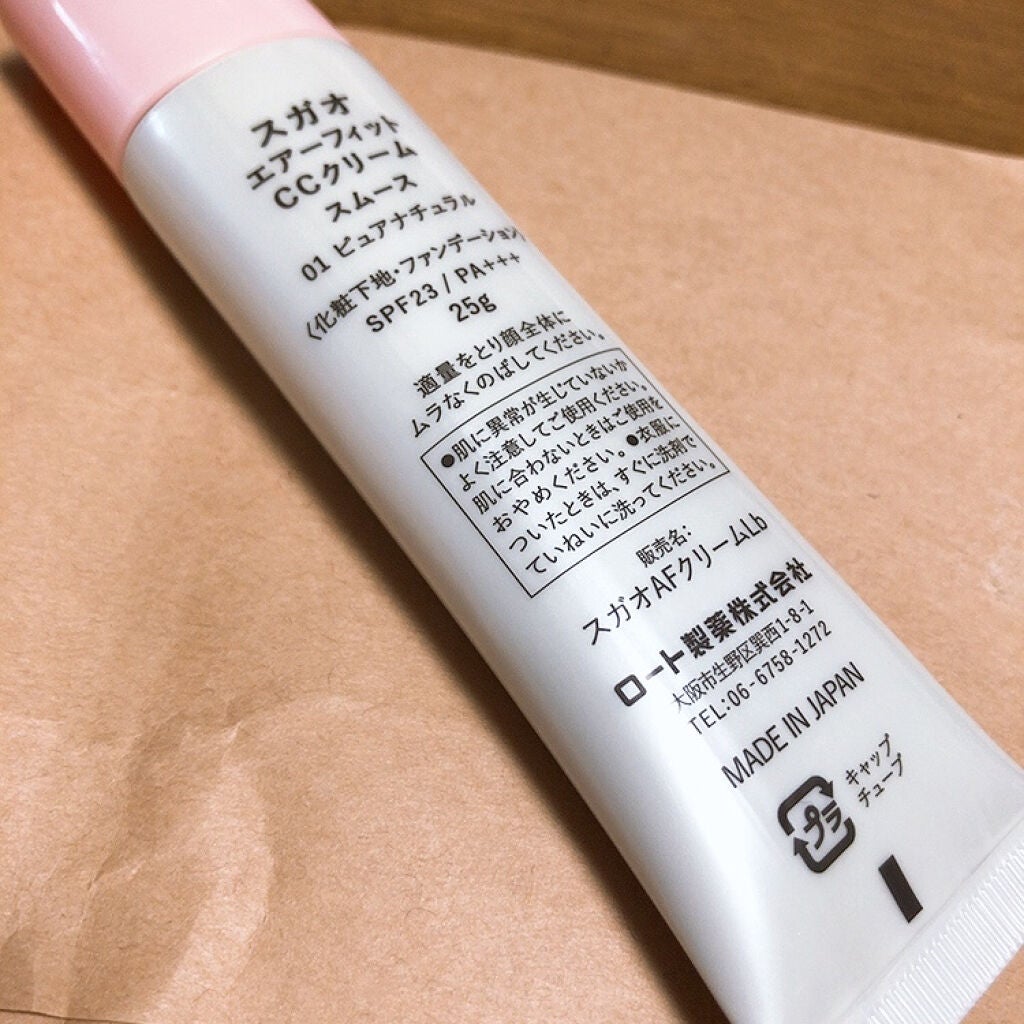 スガオ
エアーフィット
CCクリーム
スムース
01 ピュアナチュラル
〈化粧下地・ファンデーション〉
SPF23 / PA+++
25g
適量をとり顔全体に
ムラなくのばしてください。
●肌に異常が生じていないか
よく注意してご使用ください。
肌に合わないときはご使用を
おやめください。●衣服に
ついたときは、すぐに洗剤で
ていねいに洗ってください。
販売名:
スガオAFクリームLb
ロート製薬株式会社
大阪市生野区巽西1-8-1
TEL:06-6758-1272
MADE IN JAPAN
プラ
キャップ
チューブ